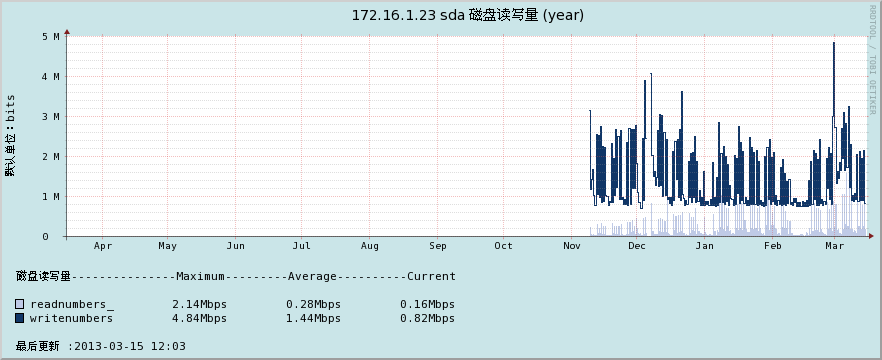 172.16.1.23 sda 磁盘读写量 (year)
RRDTOOL / TOBI OETIKER
默认单位：bits
5 M
4 M
3 M
2 M
1 M
0
Apr May Jun Jul Aug Sep Oct Nov Dec Jan Feb Mar
磁盘读写量---------------Maximum---------Average----------Current
readnumbers_ 2.14Mbps 0.28Mbps 0.16Mbps
writenumbers 4.84Mbps 1.44Mbps 0.82Mbps
最后更新 :2013-03-15 12:03